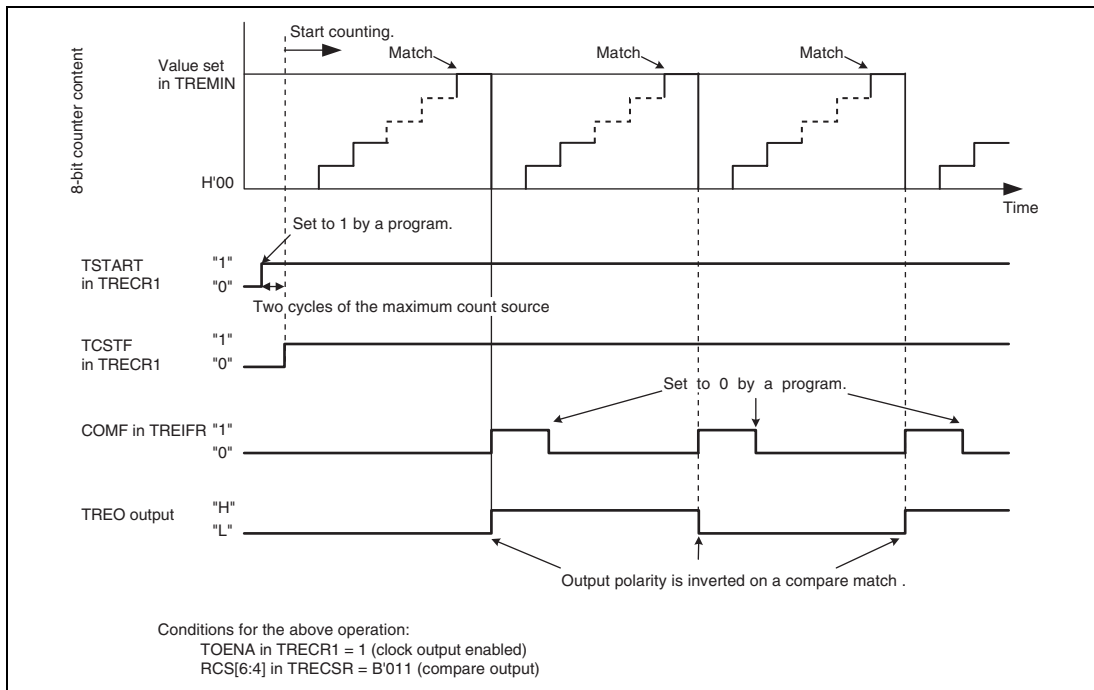 8-bit counter content
Start counting.
Value set
in TREMIN
Match
Match
Match
H'00
Time
Set to 1 by a program.
TSTART
in TRECR1
"1"
"0"
Two cycles of the maximum count source
TCSTF
in TRECR1
"1"
"0"
Set to 0 by a program.
COMF in TREIFR "1"
"0"
TREO output
"H"
"L"
Output polarity is inverted on a compare match .
Conditions for the above operation:
TOENA in TRECR1 = 1 (clock output enabled)
RCS[6:4] in TRECSR = B'011 (compare output)